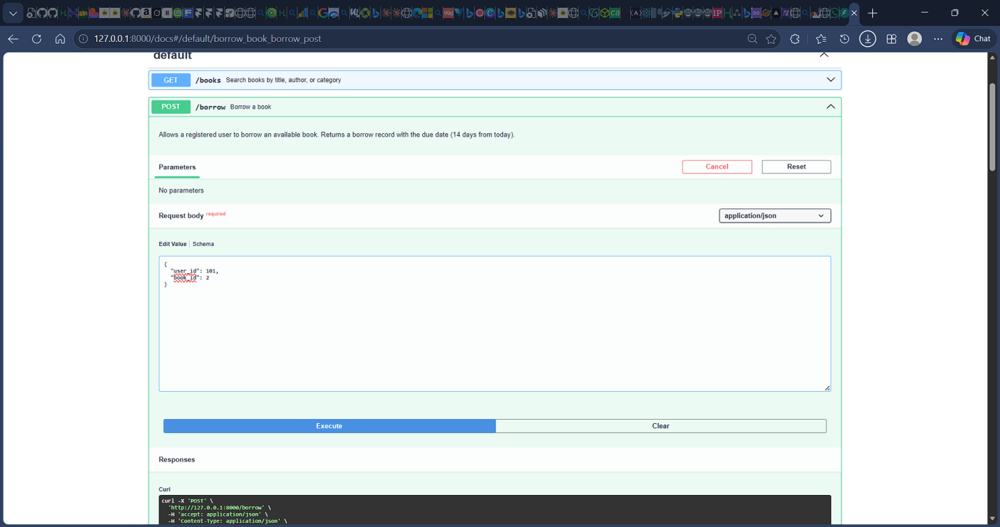 127.0.0.1:8000/docs#/default/borrow_book_borrow_post
Chat
default
GET /books Search books by title, author, or category
POST /borrow Borrow a book
Allows a registered user to borrow an available book. Returns a borrow record with the due date (14 days from today).
Parameters
Cancel
Reset
No parameters
Request body required
application/json
Edit Value | Schema
{
"user_id": 101,
"book_id": 2
}
Execute
Clear
Responses
Curl
curl -X 'POST' \
'http://127.0.0.1:8000/borrow' \
-H 'accept: application/json' \
-H 'Content-Type: application/json' \